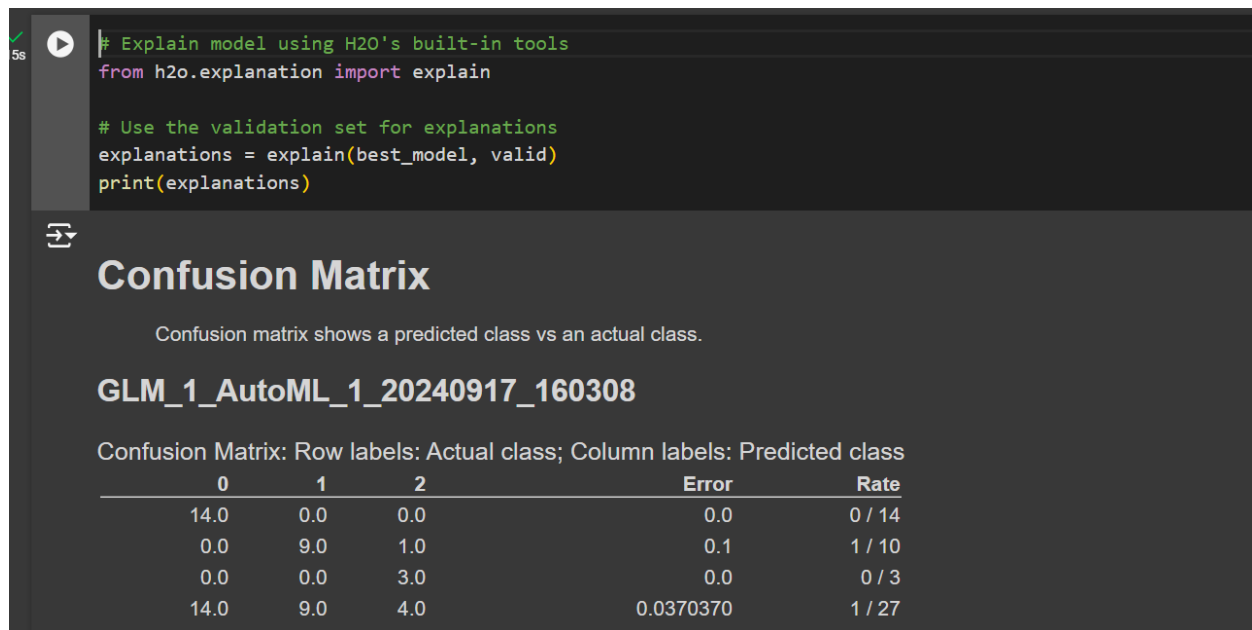 # Explain model using H2O's built-in tools
5s
from h2o.explanation import explain
# Use the validation set for explanations
explanations = explain(best_model, valid)
print(explanations)
Confusion Matrix
Confusion matrix shows a predicted class vs an actual class.
GLM_1_AutoML_1_20240917_160308
Confusion Matrix: Row labels: Actual class; Column labels: Predicted class
0 1 2 Error Rate
14.0 0.0 0.0 0.0 0 / 14
0.0 9.0 1.0 0.1 1 / 10
0.0 0.0 3.0 0.0 0 / 3
14.0 9.0 4.0 0.0370370 1 / 27